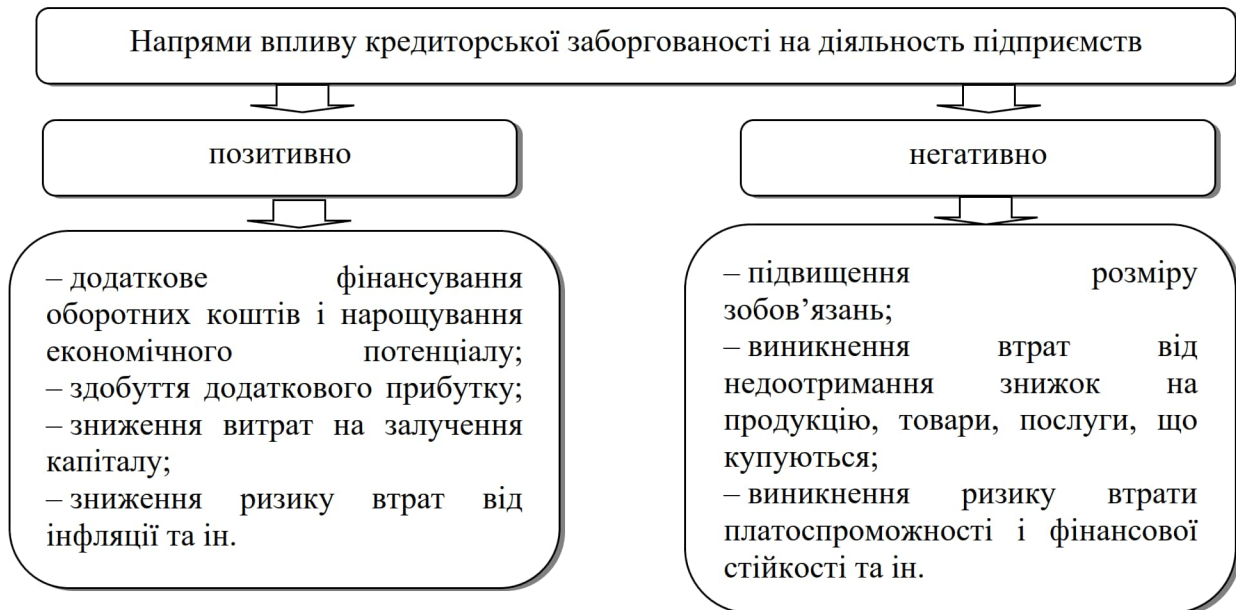 Напрями впливу кредиторської заборгованості на діяльность підприємств
позитивно
негативно
– додаткове фінансування
оборотних коштів і нарощування
економічного потенціалу;
– здобуття додаткового прибутку;
– зниження витрат на залучення
капіталу;
– зниження ризику втрат від
інфляції та ін.
– підвищення розміру
зобов’язань;
– виникнення втрат від
недоотримання знижок на
продукцію, товари, послуги, що
купуються;
– виникнення ризику втрати
платоспроможності і фінансової
стійкості та ін.